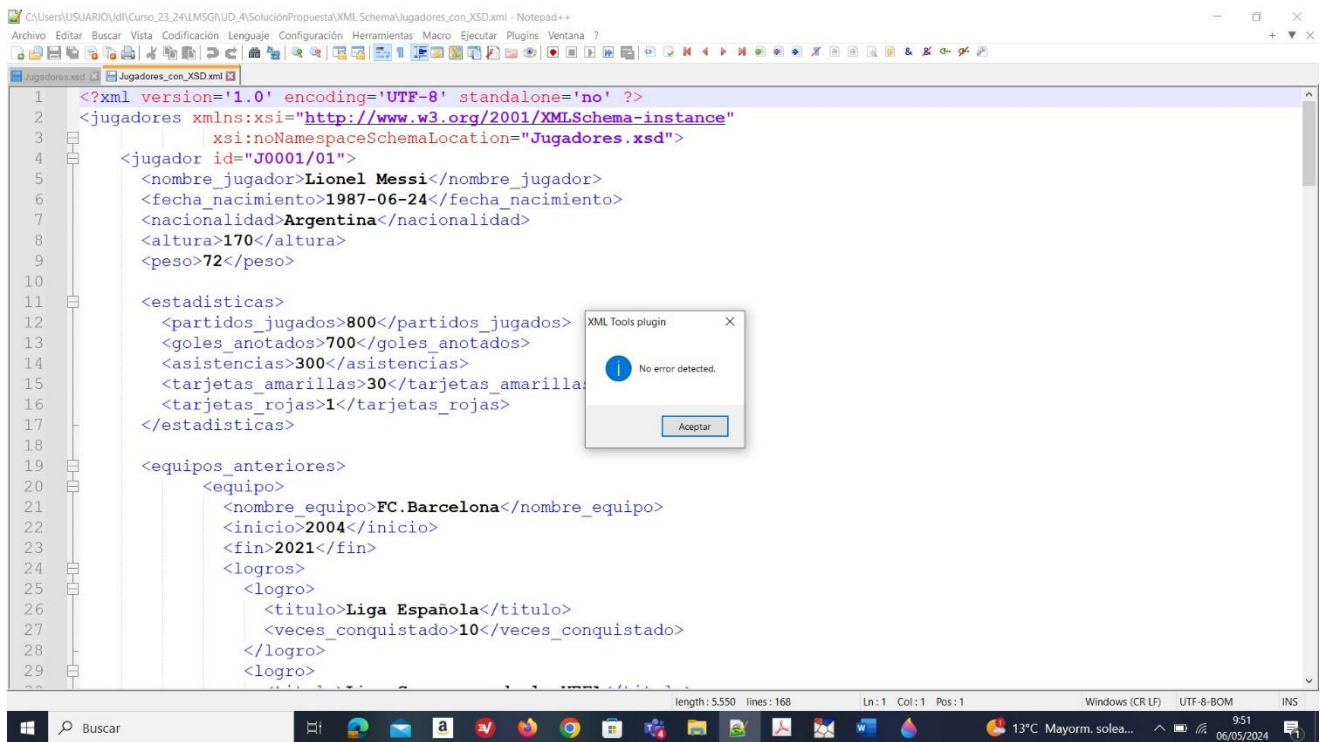 C:\Users\USUARIO\Jdl\Curso_23_24\LMSGI\UD_4\SoluciónPropuesta\XML Schema\Jugadores_con_XSD.xml - Notepad++
Archivo Editar Buscar Vista Codificación Lenguaje Configuración Herramientas Macro Ejecutar Plugins Ventana ?
Jugadores.xsd Jugadores_con_XSD.xml
1 <?xml version='1.0' encoding='UTF-8' standalone='no' ?>
2 <jugadores xmlns:xsi="http://www.w3.org/2001/XMLSchema-instance"
3 xsi:noNamespaceSchemaLocation="Jugadores.xsd">
4 <jugador id="J0001/01">
5 <nombre_jugador>Lionel Messi</nombre_jugador>
6 <fecha_nacimiento>1987-06-24</fecha_nacimiento>
7 <nacionalidad>Argentina</nacionalidad>
8 <altura>170</altura>
9 <peso>72</peso>
10
11 <estadisticas>
12 <partidos_jugados>800</partidos_jugados>
13 <goles_anotados>700</goles_anotados>
14 <asistencias>300</asistencias>
15 <tarjetas_amarillas>30</tarjetas_amarilla
16 <tarjetas_rojas>1</tarjetas_rojas>
17 </estadisticas>
18
19 <equipos_anteriores>
20 <equipo>
21 <nombre_equipo>FC.Barcelona</nombre_equipo>
22 <inicio>2004</inicio>
23 <fin>2021</fin>
24 <logros>
25 <logro>
26 <titulo>Liga Española</titulo>
27 <veces_conquistado>10</veces_conquistado>
28 </logro>
29 <logro>
XML Tools plugin
No error detected.
Aceptar
length : 5.550 lines : 168 Ln : 1 Col : 1 Pos : 1 Windows (CR LF) UTF-8-BOM INS
Buscar
13°C Mayorm. solea...
9:51
06/05/2024